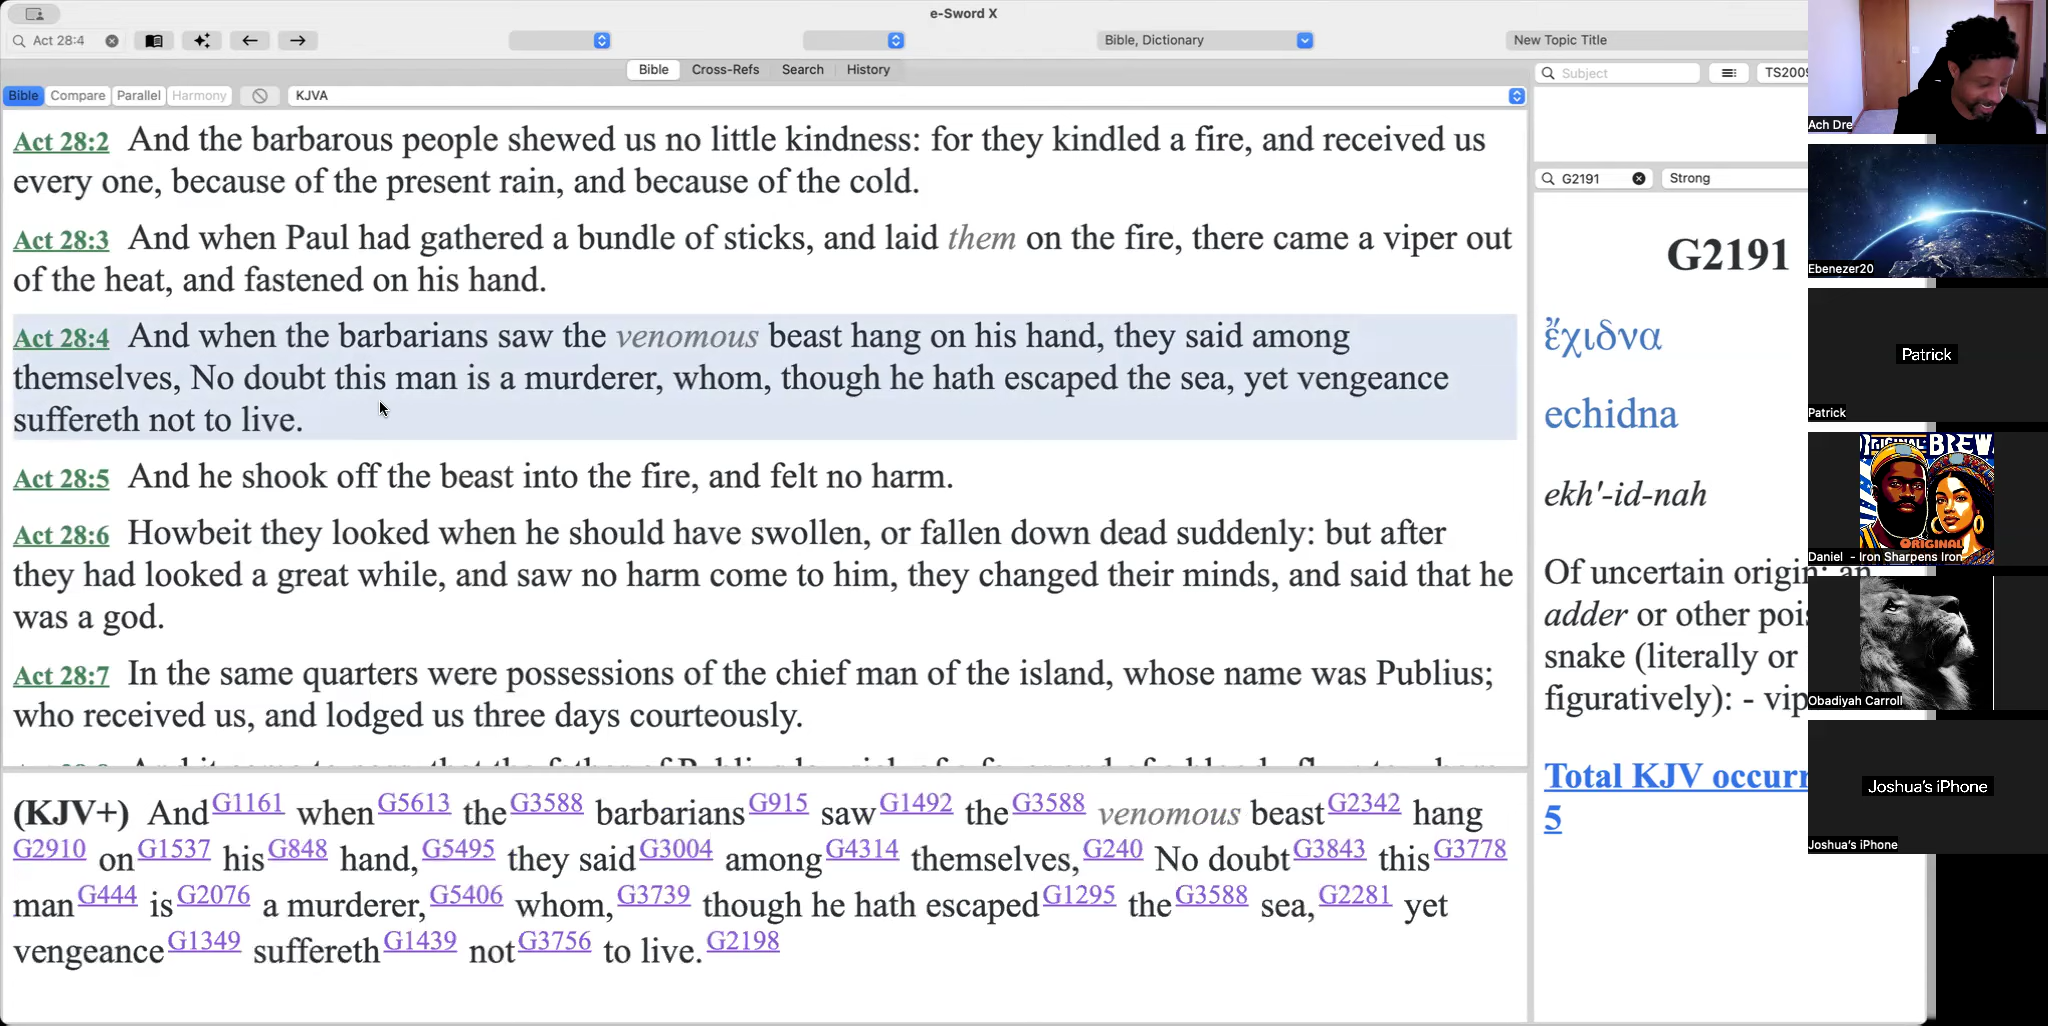 e-Sword X
Act 28:4
Bible, Dictionary
New Topic Title
Bible Cross-Refs Search History
Subject
TS2009
Bible Compare Parallel Harmony
KJVA
Act 28:2 And the barbarous people shewed us no little kindness: for they kindled a fire, and received us
every one, because of the present rain, and because of the cold.
Act 28:3 And when Paul had gathered a bundle of sticks, and laid them on the fire, there came a viper out
of the heat, and fastened on his hand.
Act 28:4 And when the barbarians saw the venomous beast hang on his hand, they said among
themselves, No doubt this man is a murderer, whom, though he hath escaped the sea, yet vengeance
suffereth not to live.
Act 28:5 And he shook off the beast into the fire, and felt no harm.
Act 28:6 Howbeit they looked when he should have swollen, or fallen down dead suddenly: but after
they had looked a great while, and saw no harm come to him, they changed their minds, and said that he
was a god.
Act 28:7 In the same quarters were possessions of the chief man of the island, whose name was Publius;
who received us, and lodged us three days courteously.
(KJV+) And G1161 when G5613 the G3588 barbarians G915 saw G1492 the G3588 venomous beast G2342 hang
G2910 on G1537 his G848 hand, G5495 they said G3004 among G4314 themselves, G240 No doubt G3843 this G3778
man G444 is G2076 a murderer, G5406 whom, G3739 though he hath escaped G1295 the G3588 sea, G2281 yet
vengeance G1349 suffereth G1439 not G3756 to live. G2198
G2191
Strong
G2191
ἔχιδνα
echidna
ekh'-id-nah
Of uncertain origin; an
adder or other poi
snake (literally or
figuratively): - vip
Total KJV occurr
5
Ach Dre
Ebenezer20
Patrick
Patrick
ORIGINAL BREW
ORIGINAL
Daniel - Iron Sharpens Iron
Obadiyah Carroll
Joshua's iPhone
Joshua's iPhone